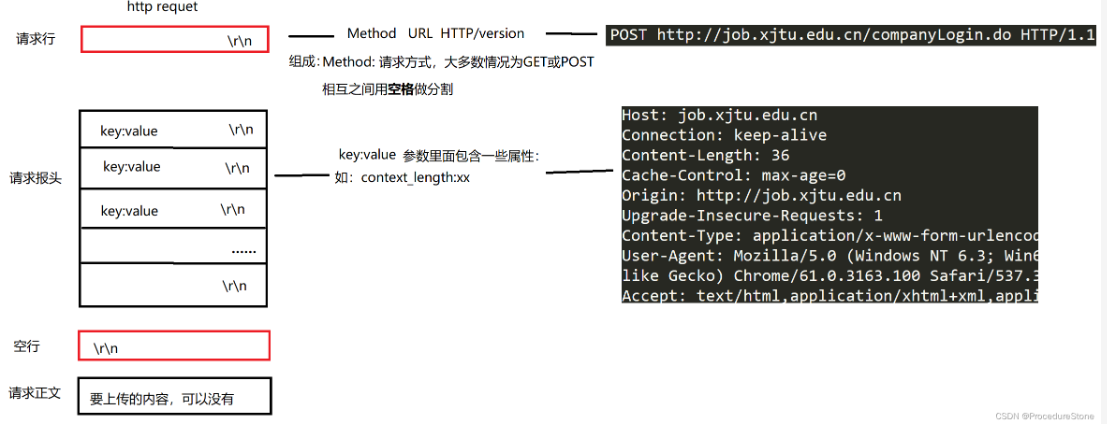 http requet
请求行
\r\n
Method URL HTTP/version
POST http://job.xjtu.edu.cn/companyLogin.do HTTP/1.1
组成：Method: 请求方式，大多数情况为GET或POST
相互之间用空格做分割
请求报头
key:value \r\n
key:value \r\n
key:value \r\n
......
\r\n
key:value 参数里面包含一些属性：
如：context_length:xx
Host: job.xjtu.edu.cn
Connection: keep-alive
Content-Length: 36
Cache-Control: max-age=0
Origin: http://job.xjtu.edu.cn
Upgrade-Insecure-Requests: 1
Content-Type: application/x-www-form-urlencod
User-Agent: Mozilla/5.0 (Windows NT 6.3; Win6
like Gecko) Chrome/61.0.3163.100 Safari/537.3
Accept: text/html,application/xhtml+xml,appli
空行
\r\n
请求正文
要上传的内容，可以没有
CSDN @ProcedureStone